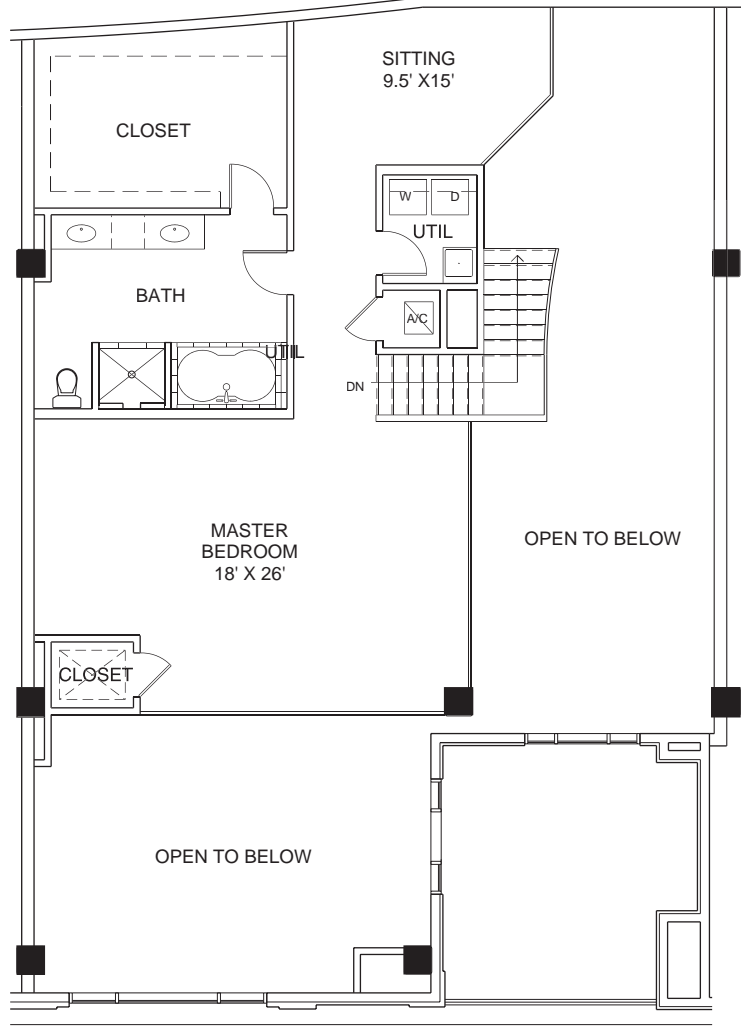 SITTING
9.5' X15'
CLOSET
W
D
UTIL
BATH
A/C
UTIL
DN
MASTER
BEDROOM
18' X 26'
OPEN TO BELOW
CLOSET
OPEN TO BELOW